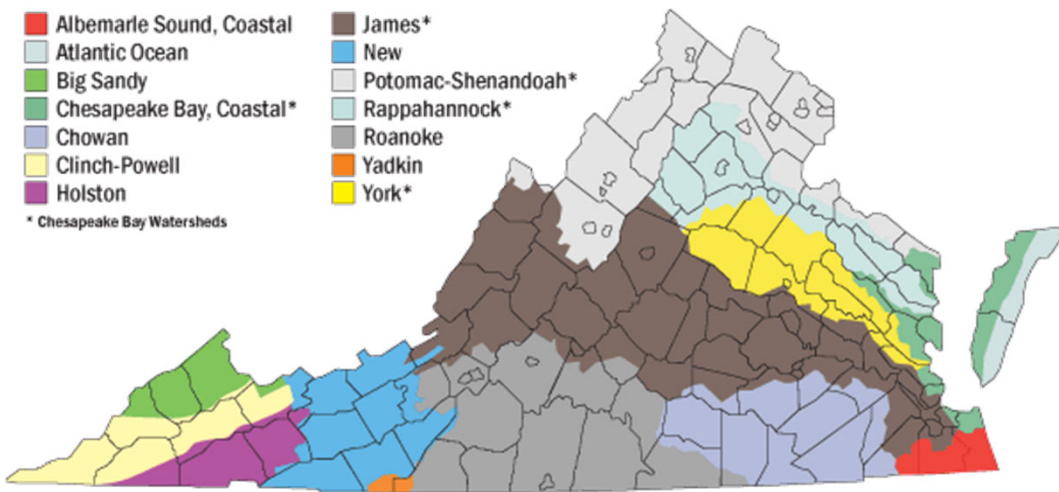 Albemarle Sound, Coastal
Atlantic Ocean
Big Sandy
Chesapeake Bay, Coastal*
Chowan
Clinch-Powell
Holston
* Chesapeake Bay Watersheds
James*
New
Potomac-Shenandoah*
Rappahannock*
Roanoke
Yadkin
York*